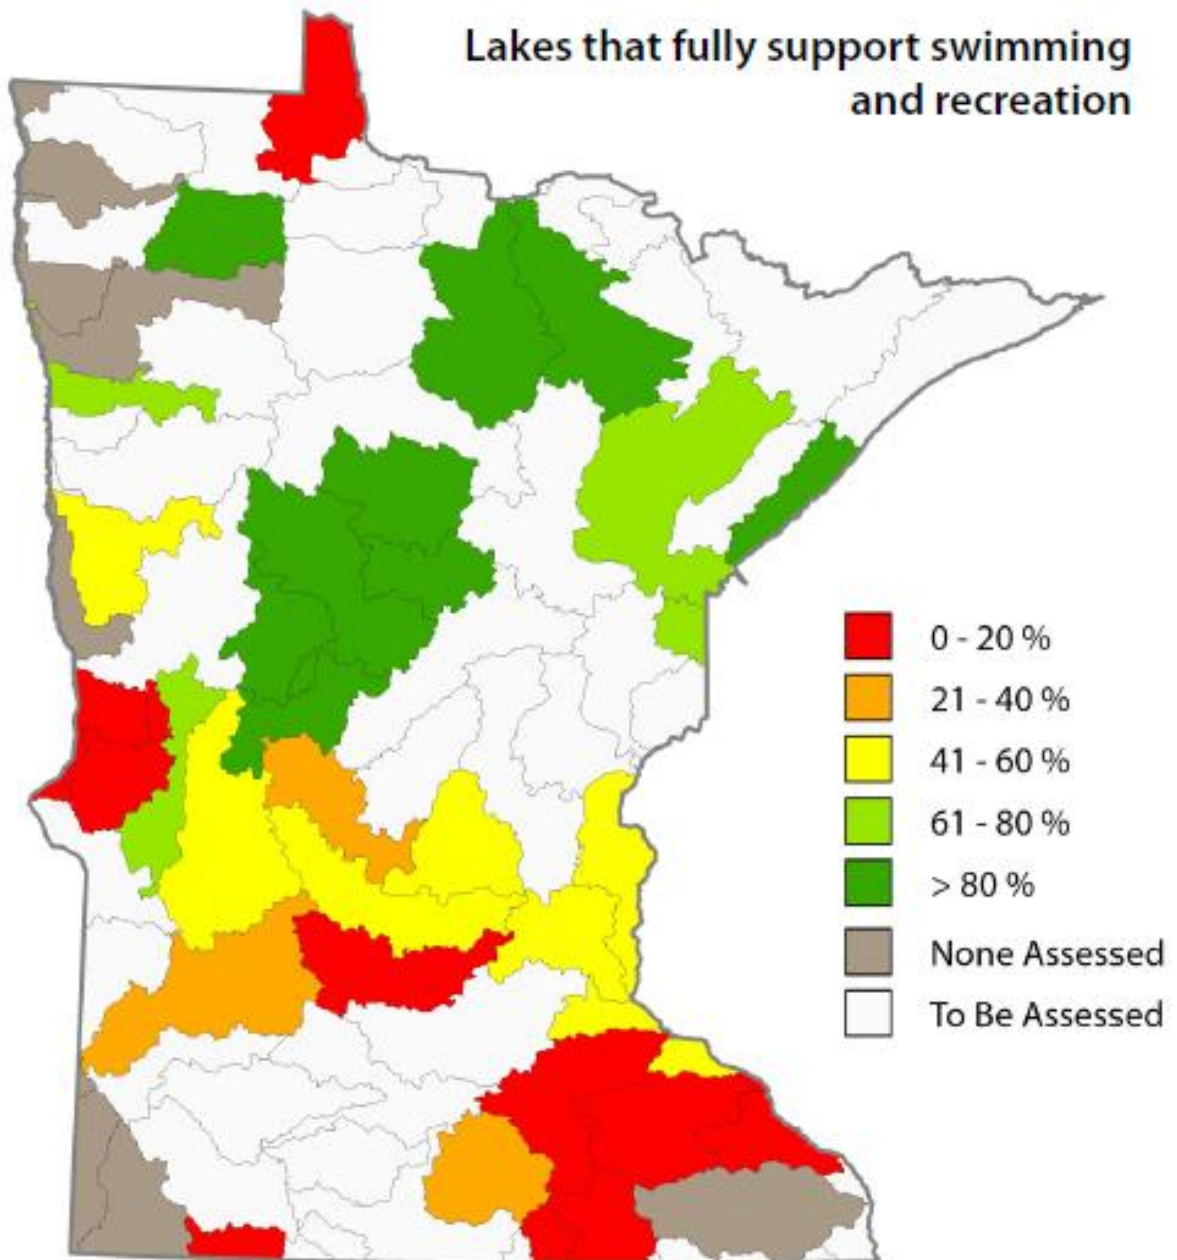 Lakes that fully support swimming
and recreation
0 - 20 %
21 - 40 %
41 - 60 %
61 - 80 %
> 80 %
None Assessed
To Be Assessed